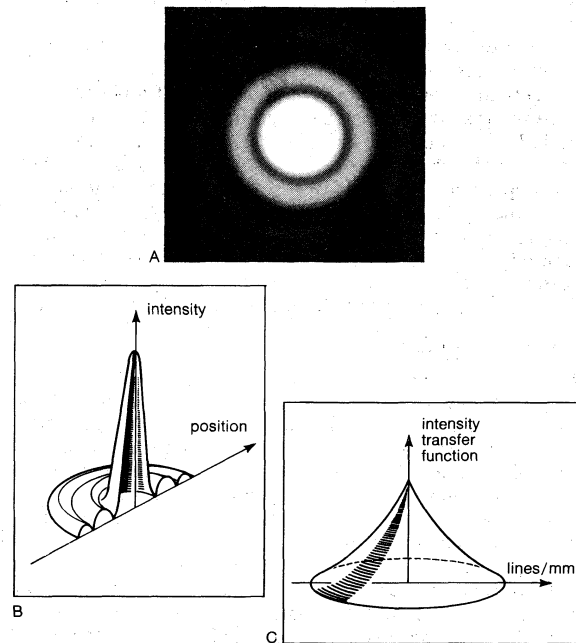 A
intensity
position
B
intensity
transfer
function
lines/mm
C